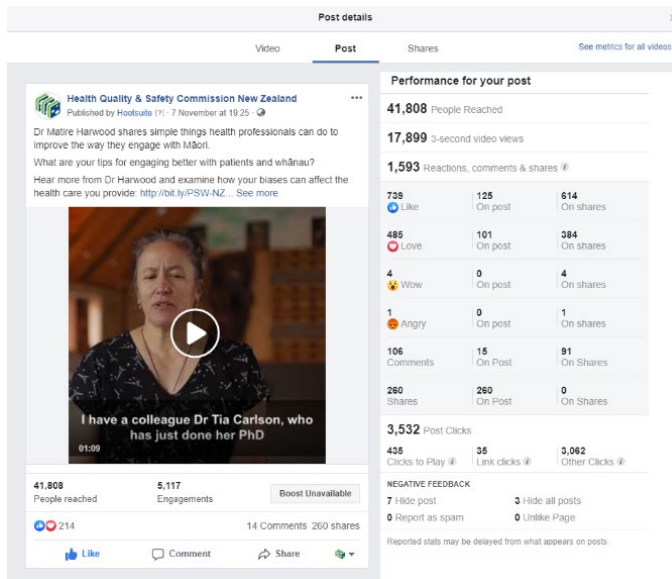 Post details
Video Post Shares See metrics for all videos
Health Quality & Safety Commission New Zealand
Published by Hootsuite [?] · 7 November at 19:25 ·
Dr Matire Harwood shares simple things health professionals can do to
improve the way they engage with Māori.
What are your tips for engaging better with patients and whānau?
Hear more from Dr Harwood and examine how your biases can affect the
health care you provide: http://bit.ly/PSW-NZ... See more
I have a colleague Dr Tia Carlson, who
has just done her PhD
01:09
41,808 5,117
People reached Engagements Boost Unavailable
214 14 Comments 260 shares
Like Comment Share
Performance for your post
41,808 People Reached
17,899 3-second video views
1,593 Reactions, comments & shares
739 125 614
Like On post On shares
485 101 384
Love On post On shares
4 0 4
Wow On post On shares
1 0 1
Angry On post On shares
106 15 91
Comments On Post On Shares
260 260 0
Shares On Post On Shares
3,532 Post Clicks
435 35 3,062
Clicks to Play Link clicks Other Clicks
NEGATIVE FEEDBACK
7 Hide post 3 Hide all posts
0 Report as spam 0 Unlike Page
Reported stats may be delayed from what appears on posts